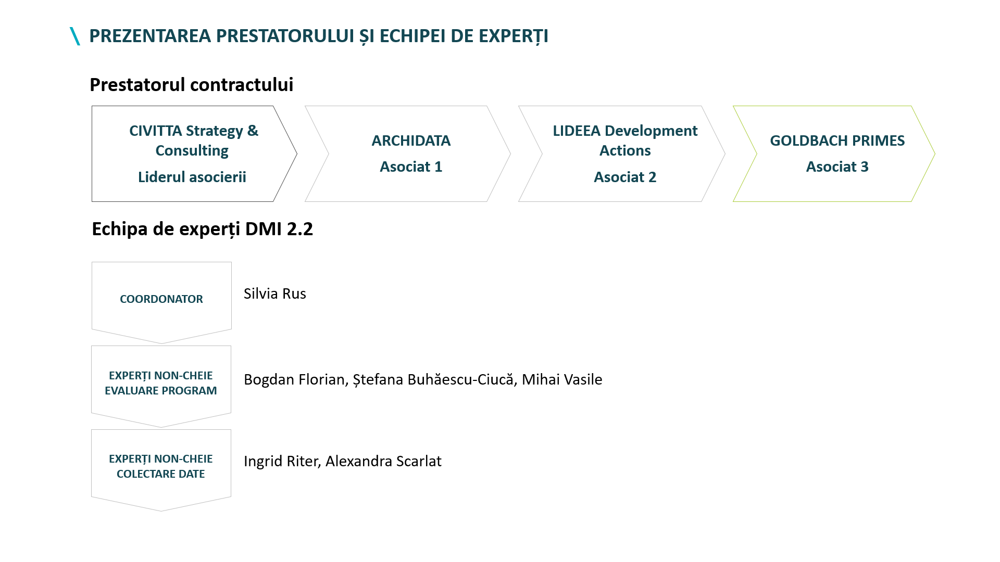 \ PREZENTAREA PRESTATORULUI ȘI ECHIPEI DE EXPERȚI
Prestatorul contractului
CIVITTA Strategy &
Consulting
Liderul asocierii
ARCHIDATA
Asociat 1
LIDEEA Development
Actions
Asociat 2
GOLDBACH PRIMES
Asociat 3
Echipa de experți DMI 2.2
COORDONATOR
Silvia Rus
EXPERȚI NON-CHEIE
EVALUARE PROGRAM
Bogdan Florian, Ștefana Buhăescu-Ciucă, Mihai Vasile
EXPERȚI NON-CHEIE
COLECTARE DATE
Ingrid Riter, Alexandra Scarlat